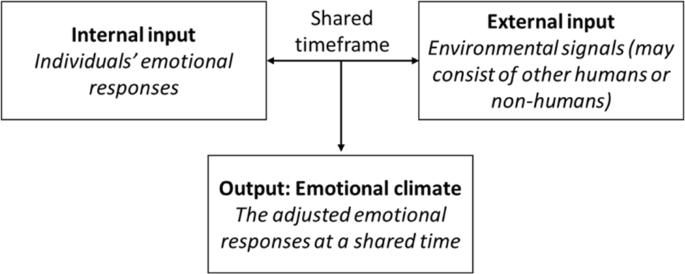 Internal input
Individuals' emotional
responses
Shared
timeframe
External input
Environmental signals (may
consist of other humans or
non-humans)
Output: Emotional climate
The adjusted emotional
responses at a shared time